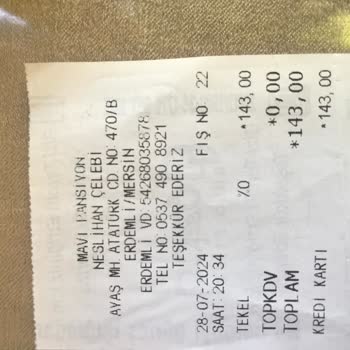 MAVİ PANSİYON
NESLİHAN ÇELEBİ
AYAŞ MH ATATÜRK CD NO: 470/B
ERDEMLİ/MERSİN
ERDEMLİ VD:54268035878
TEL NO:0537 490 8921
TEŞEKKÜR EDERİZ
28-07-2024 FİŞ NO: 22
SAAT: 20:34
TEKEL %0 *143,00
TOPKDV *0,00
TOPLAM *143,00
KREDİ KARTI *143,00